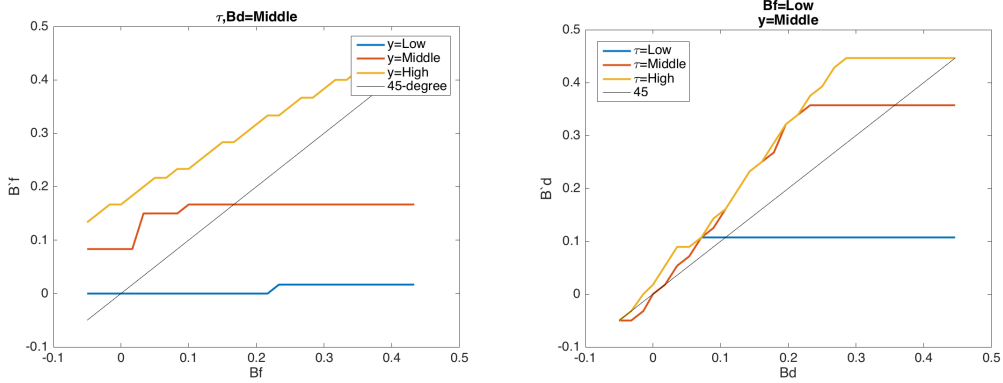 τ,Bd=Middle
0.5
0.4
0.3
0.2
0.1
0
-0.1
B`f
y=Low
y=Middle
y=High
45-degree
-0.1
0
0.1
0.2
0.3
0.4
0.5
Bf
Bf=Low
y=Middle
0.5
0.4
0.3
0.2
0.1
0
-0.1
B`d
τ=Low
τ=Middle
τ=High
45
-0.1
0
0.1
0.2
0.3
0.4
0.5
Bd